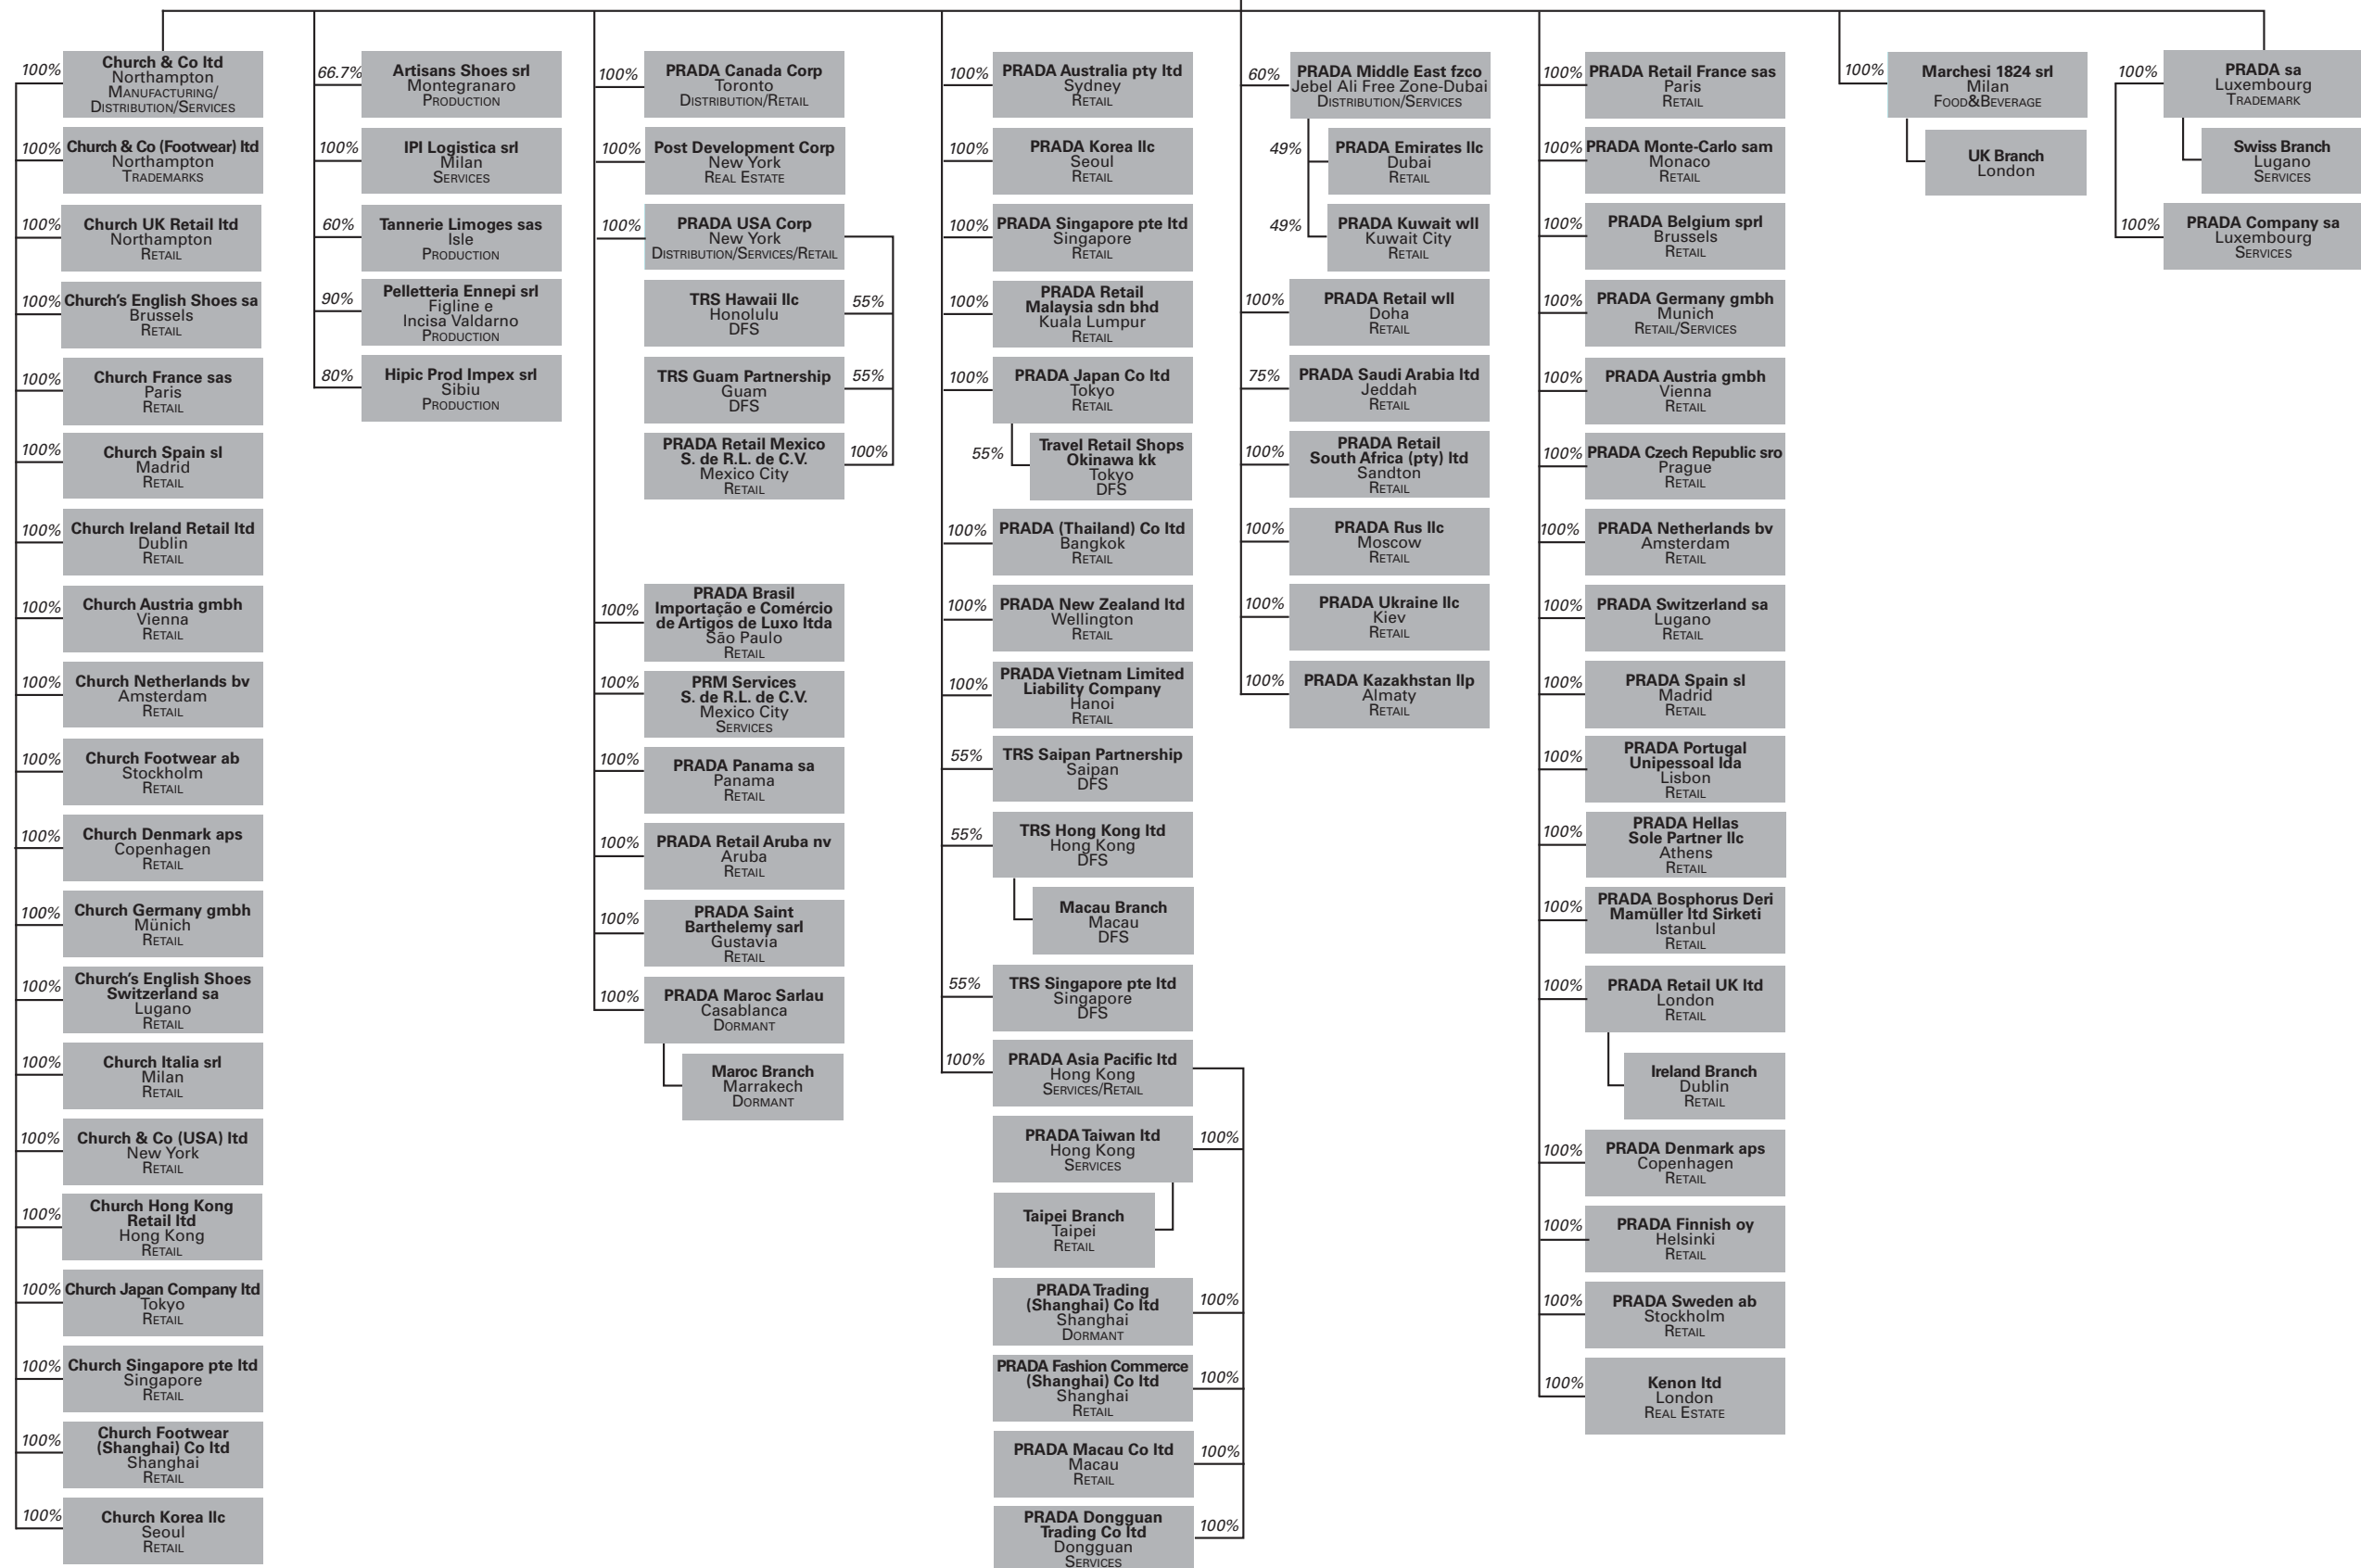 100%
Church & Co ltd
Northampton
Manufacturing/
Distribution/Services
100%
Church & Co (Footwear) ltd
Northampton
Trademarks
100%
Church UK Retail ltd
Northampton
Retail
100%
Church's English Shoes sa
Brussels
Retail
100%
Church France sas
Paris
Retail
100%
Church Spain sl
Madrid
Retail
100%
Church Ireland Retail ltd
Dublin
Retail
100%
Church Austria gmbh
Vienna
Retail
100%
Church Netherlands bv
Amsterdam
Retail
100%
Church Footwear ab
Stockholm
Retail
100%
Church Denmark aps
Copenhagen
Retail
100%
Church Germany gmbh
Münich
Retail
100%
Church's English Shoes
Switzerland sa
Lugano
Retail
100%
Church Italia srl
Milan
Retail
100%
Church & Co (USA) ltd
New York
Retail
100%
Church Hong Kong
Retail ltd
Hong Kong
Retail
100%
Church Japan Company ltd
Tokyo
Retail
100%
Church Singapore pte ltd
Singapore
Retail
100%
Church Footwear
(Shanghai) Co ltd
Shanghai
Retail
100%
Church Korea llc
Seoul
Retail
66.7%
Artisans Shoes srl
Montegranaro
Production
100%
IPI Logistica srl
Milan
Services
60%
Tannerie Limoges sas
Isle
Production
90%
Pelletteria Ennepi srl
Figline e
Incisa Valdarno
Production
80%
Hipic Prod Impex srl
Sibiu
Production
100%
PRADA Canada Corp
Toronto
Distribution/Retail
100%
Post Development Corp
New York
Real Estate
100%
PRADA USA Corp
New York
Distribution/Services/Retail
TRS Hawaii llc
Honolulu
DFS
55%
TRS Guam Partnership
Guam
DFS
55%
PRADA Retail Mexico
S. de R.L. de C.V.
Mexico City
Retail
100%
100%
PRADA Brasil
Importação e Comércio
de Artigos de Luxo ltda
São Paulo
Retail
100%
PRM Services
S. de R.L. de C.V.
Mexico City
Services
100%
PRADA Panama sa
Panama
Retail
100%
PRADA Retail Aruba nv
Aruba
Retail
100%
PRADA Saint
Barthelemy sarl
Gustavia
Retail
100%
PRADA Maroc Sarlau
Casablanca
Dormant
Maroc Branch
Marrakech
Dormant
100%
PRADA Australia pty ltd
Sydney
Retail
100%
PRADA Korea llc
Seoul
Retail
100%
PRADA Singapore pte ltd
Singapore
Retail
100%
PRADA Retail
Malaysia sdn bhd
Kuala Lumpur
Retail
100%
PRADA Japan Co ltd
Tokyo
Retail
55%
Travel Retail Shops
Okinawa kk
Tokyo
DFS
100%
PRADA (Thailand) Co ltd
Bangkok
Retail
100%
PRADA New Zealand ltd
Wellington
Retail
100%
PRADA Vietnam Limited
Liability Company
Hanoi
Retail
55%
TRS Saipan Partnership
Saipan
DFS
55%
TRS Hong Kong ltd
Hong Kong
DFS
Macau Branch
Macau
DFS
55%
TRS Singapore pte ltd
Singapore
DFS
100%
PRADA Asia Pacific ltd
Hong Kong
Services/Retail
PRADA Taiwan ltd
Hong Kong
Services
100%
Taipei Branch
Taipei
Retail
PRADA Trading
(Shanghai) Co ltd
Shanghai
Dormant
100%
PRADA Fashion Commerce
(Shanghai) Co ltd
Shanghai
Retail
100%
PRADA Macau Co ltd
Macau
Retail
100%
PRADA Dongguan
Trading Co ltd
Dongguan
Services
100%
60%
PRADA Middle East fzco
Jebel Ali Free Zone-Dubai
Distribution/Services
49%
PRADA Emirates llc
Dubai
Retail
49%
PRADA Kuwait wll
Kuwait City
Retail
100%
PRADA Retail wll
Doha
Retail
75%
PRADA Saudi Arabia ltd
Jeddah
Retail
100%
PRADA Retail
South Africa (pty) ltd
Sandton
Retail
100%
PRADA Rus llc
Moscow
Retail
100%
PRADA Ukraine llc
Kiev
Retail
100%
PRADA Kazakhstan llp
Almaty
Retail
100%
PRADA Retail France sas
Paris
Retail
100%
PRADA Monte-Carlo sam
Monaco
Retail
100%
PRADA Belgium sprl
Brussels
Retail
100%
PRADA Germany gmbh
Munich
Retail/Services
100%
PRADA Austria gmbh
Vienna
Retail
100%
PRADA Czech Republic sro
Prague
Retail
100%
PRADA Netherlands bv
Amsterdam
Retail
100%
PRADA Switzerland sa
Lugano
Retail
100%
PRADA Spain sl
Madrid
Retail
100%
PRADA Portugal
Unipessoal lda
Lisbon
Retail
100%
PRADA Hellas
Sole Partner llc
Athens
Retail
100%
PRADA Bosphorus Deri
Mamüller ltd Sirketi
Istanbul
Retail
100%
PRADA Retail UK ltd
London
Retail
Ireland Branch
Dublin
Retail
100%
PRADA Denmark aps
Copenhagen
Retail
100%
PRADA Finnish oy
Helsinki
Retail
100%
PRADA Sweden ab
Stockholm
Retail
100%
Kenon ltd
London
Real Estate
100%
Marchesi 1824 srl
Milan
Food&Beverage
UK Branch
London
100%
PRADA sa
Luxembourg
Trademark
Swiss Branch
Lugano
Services
100%
PRADA Company sa
Luxembourg
Services